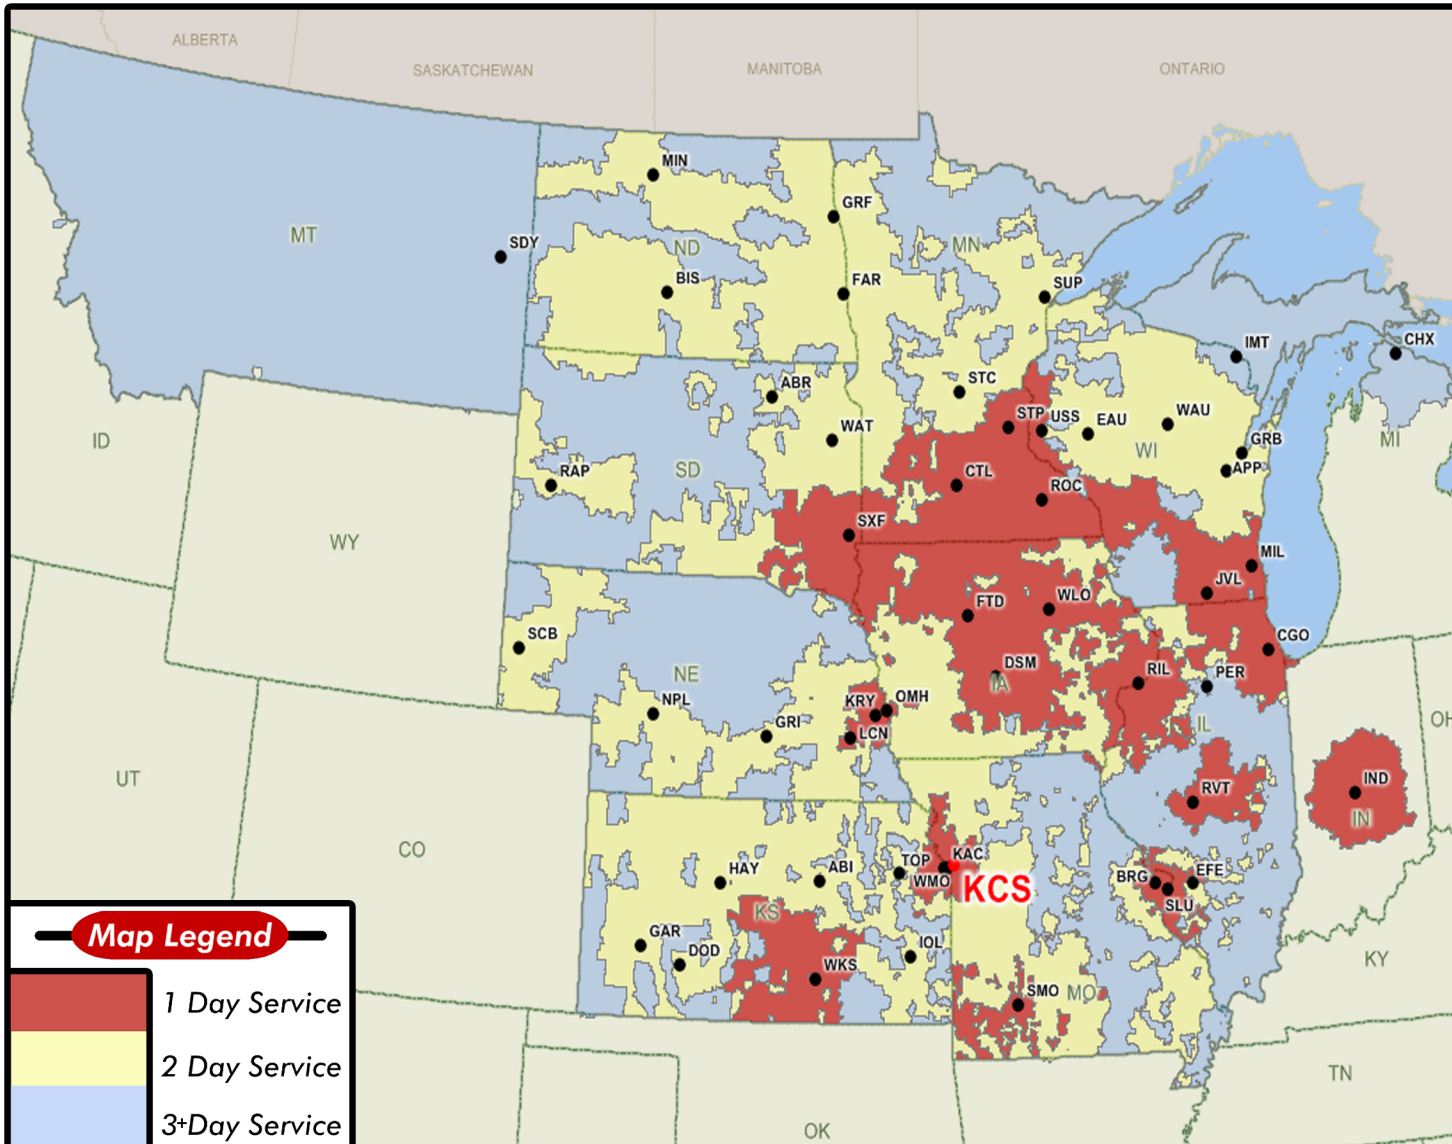 ALBERTA
SASKATCHEWAN
MANITOBA
ONTARIO
MIN
GRF
MT
SDY
ND
MN
BIS
FAR
SUP
IMT
CHX
ABR
STC
STP
USS
EAU
WAU
ID
WAT
WI
GRB
MI
RAP
SD
CTL
APP
ROC
WY
SXF
MIL
JVL
FTD
WLO
SCB
CGO
NE
DSM
IA
RIL
PER
NPL
KRY
OMH
GRI
LCN
IL
OH
UT
IND
RVT
IN
CO
HAY
ABI
TOP
KAC
WMO
KCS
BRG
EFE
SLU
KS
Map Legend
GAR
DOD
IOL
WKS
KY
1 Day Service
SMO
MO
2 Day Service
TN
3+Day Service
OK